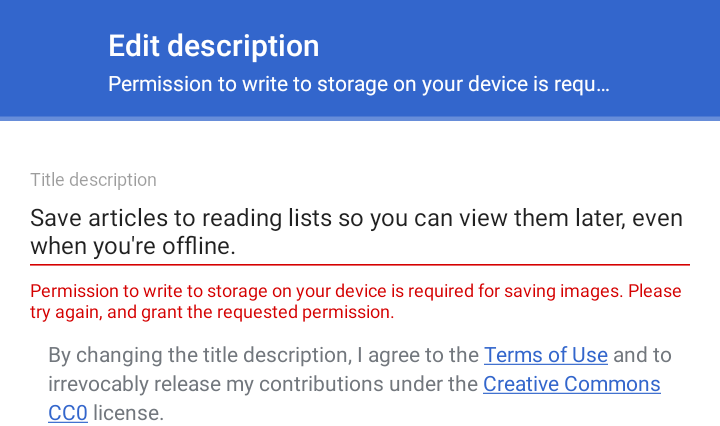 Edit description
Permission to write to storage on your device is requ...
Title description
Save articles to reading lists so you can view them later, even
when you're offline.
Permission to write to storage on your device is required for saving images. Please
try again, and grant the requested permission.
By changing the title description, I agree to the Terms of Use and to
irrevocably release my contributions under the Creative Commons
CC0 license.